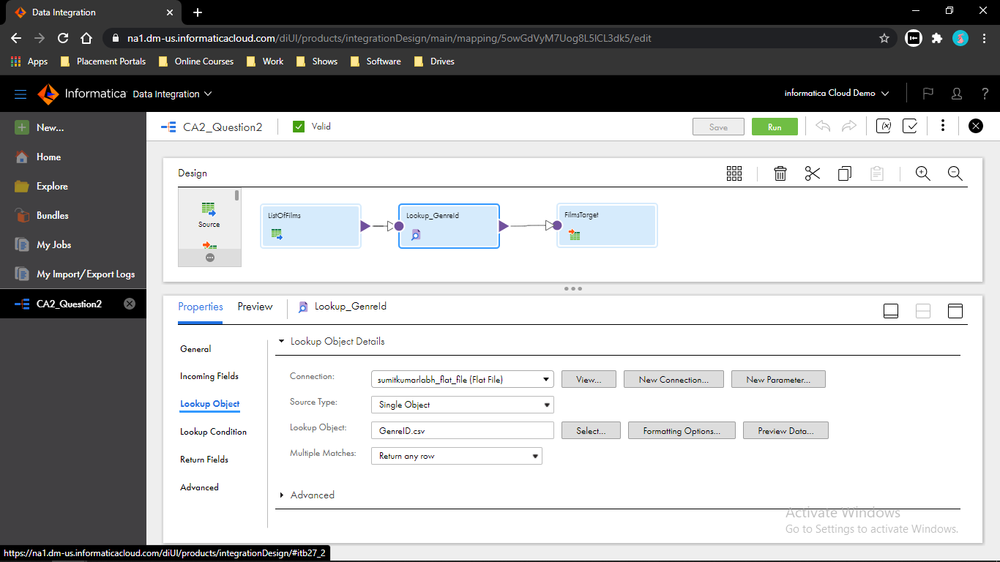 Data Integration
na1.dm-us.informaticacloud.com/diUI/products/integrationDesign/main/mapping/5owGdVyM7Uog8L5lCL3dk5/edit
Apps Placement Portals Online Courses Work Shows Software Drives
Informatica Data Integration informatica Cloud Demo ?
New...
Home
Explore
Bundles
My Jobs
My Import/Export Logs
CA2_Question2
CA2_Question2 Valid Save Run
Design
Source
ListOfFilms
Lookup_GenreId
FilmsTarget
Properties Preview Lookup_GenreId
General
Incoming Fields
Lookup Object
Lookup Condition
Return Fields
Advanced
Lookup Object Details
Connection: sumitkumarlabh_flat_file (Flat File) View... New Connection... New Parameter...
Source Type: Single Object
Lookup Object: GenreID.csv Select... Formatting Options... Preview Data...
Multiple Matches: Return any row
Advanced
Activate Windows
Go to Settings to activate Windows.
https://na1.dm-us.informaticacloud.com/diUI/products/integrationDesign/#itb27_2